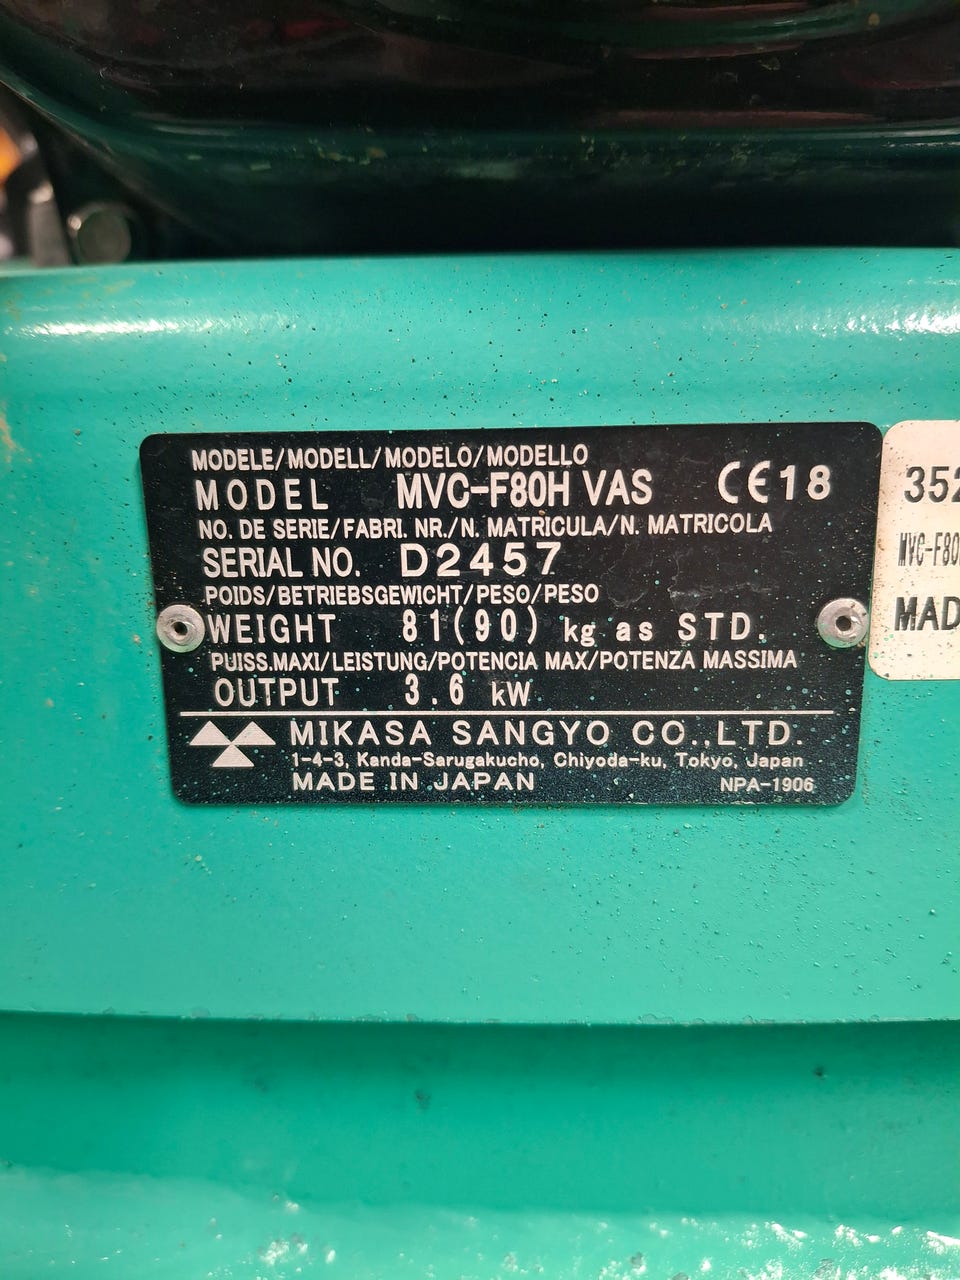 MODELE/MODELL/MODELO/MODELLO
MODEL MVC-F80H VAS CE18
NO. DE SERIE/FABRI. NR./N. MATRICULA/N. MATRICOLA
SERIAL NO. D2457
POIDS/BETRIEBSGEWICHT/PESO/PESO
WEIGHT 81(90) kg as STD.
PUISS.MAXI/LEISTUNG/POTENCIA MAX/POTENZA MASSIMA
OUTPUT 3.6 kW
MIKASA SANGYO CO.,LTD.
1-4-3, Kanda-Sarugakucho, Chiyoda-ku, Tokyo, Japan
MADE IN JAPAN NPA-1906
352
MVC-F80
MAD